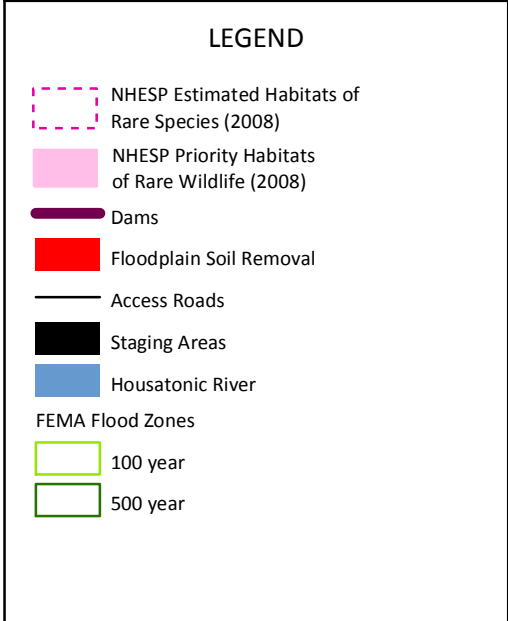 LEGEND
NHESP Estimated Habitats of
Rare Species (2008)
NHESP Priority Habitats
of Rare Wildlife (2008)
Dams
Floodplain Soil Removal
Access Roads
Staging Areas
Housatonic River
FEMA Flood Zones
100 year
500 year